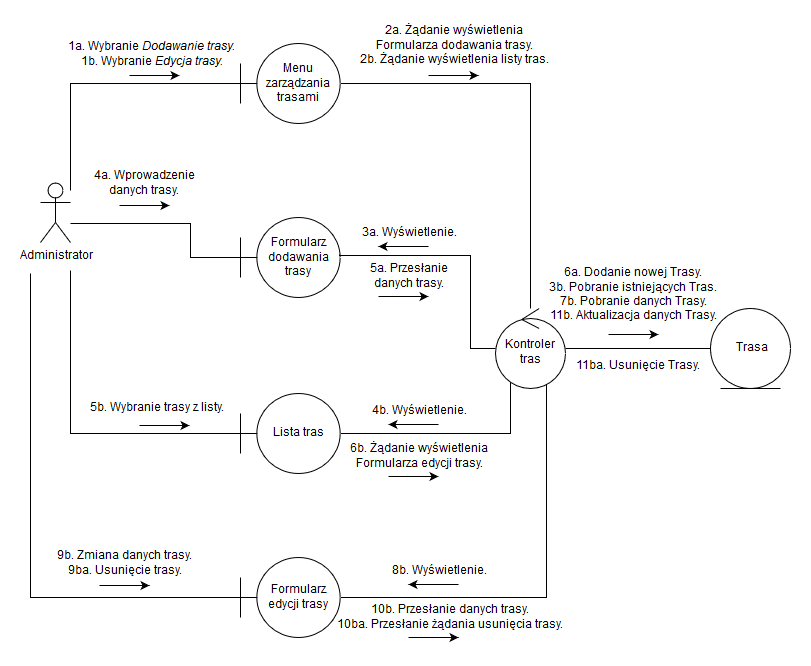 2a. Żądanie wyświetlenia
Formularza dodawania trasy.
2b. Żądanie wyświetlenia listy tras.
1a. Wybranie Dodawanie trasy.
1b. Wybranie Edycja trasy.
Menu
zarządzania
trasami
4a. Wprowadzenie
danych trasy.
Administrator
3a. Wyświetlenie.
Formularz
dodawania
trasy
5a. Przesłanie
danych trasy.
6a. Dodanie nowej Trasy.
3b. Pobranie istniejących Tras.
7b. Pobranie danych Trasy.
11b. Aktualizacja danych Trasy.
Kontroler
tras
Trasa
11ba. Usunięcie Trasy.
5b. Wybranie trasy z listy.
4b. Wyświetlenie.
Lista tras
6b. Żądanie wyświetlenia
Formularza edycji trasy.
9b. Zmiana danych trasy.
9ba. Usunięcie trasy.
8b. Wyświetlenie.
Formularz
edycji trasy
10b. Przesłanie danych trasy.
10ba. Przesłanie żądania usunięcia trasy.